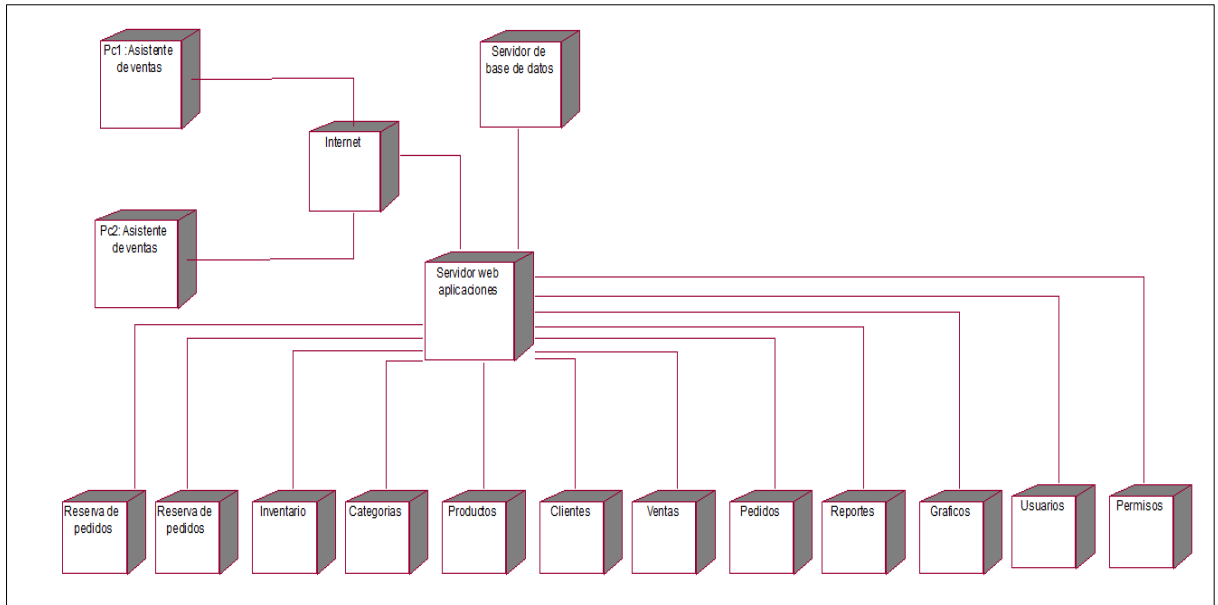 Pc1 : Asistente
de ventas
Servidor de
base de datos
Internet
Pc2: Asistente
de ventas
Servidor web
aplicaciones
Reserva de
pedidos
Reserva de
pedidos
Inventario
Categorias
Productos
Clientes
Ventas
Pedidos
Reportes
Graficos
Usuarios
Permisos